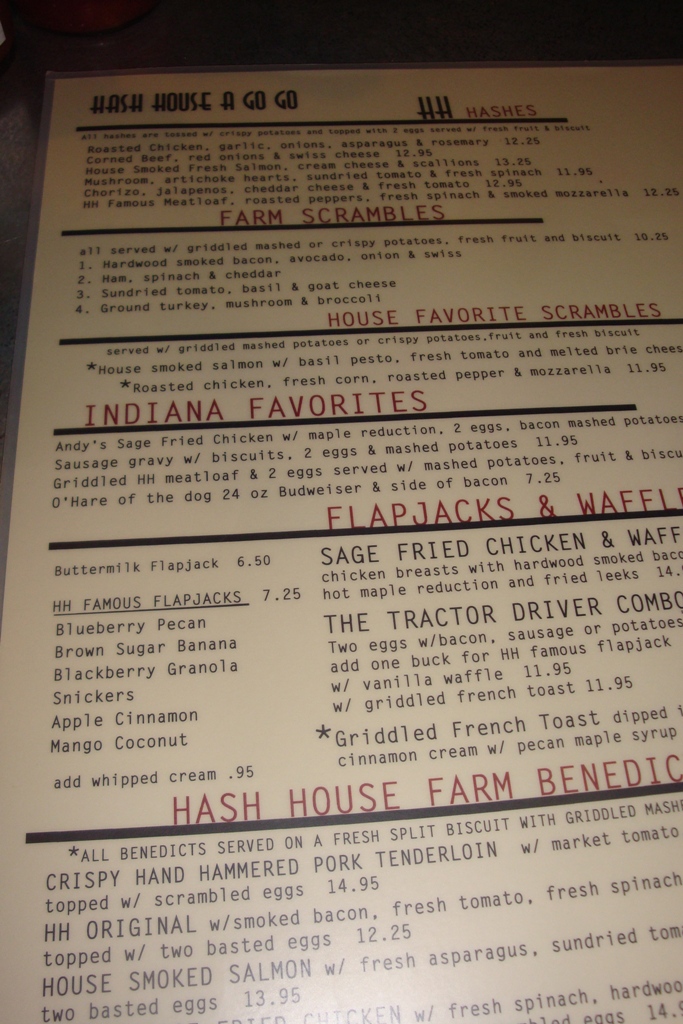 HASH HOUSE A GO GO
HH HASHES
All hashes are tossed w/ crispy potatoes and topped with 2 eggs served w/ fresh fruit & biscuit
Roasted Chicken, garlic, onions, asparagus & rosemary 12.25
Corned Beef, red onions & swiss cheese 12.95
House Smoked Fresh Salmon, cream cheese & scallions 13.25
Mushroom, artichoke hearts, sundried tomato & fresh spinach 11.95
Chorizo, jalapenos, cheddar cheese & fresh tomato 12.95
HH Famous Meatloaf, roasted peppers, fresh spinach & smoked mozzarella 12.25
FARM SCRAMBLES
all served w/ griddled mashed or crispy potatoes, fresh fruit and biscuit 10.25
1. Hardwood smoked bacon, avocado, onion & swiss
2. Ham, spinach & cheddar
3. Sundried tomato, basil & goat cheese
4. Ground turkey, mushroom & broccoli
HOUSE FAVORITE SCRAMBLES
served w/ griddled mashed potatoes or crispy potatoes,fruit and fresh biscuit
*House smoked salmon w/ basil pesto, fresh tomato and melted brie chees
*Roasted chicken, fresh corn, roasted pepper & mozzarella 11.95
INDIANA FAVORITES
Andy's Sage Fried Chicken w/ maple reduction, 2 eggs, bacon mashed potatoes
Sausage gravy w/ biscuits, 2 eggs & mashed potatoes 11.95
Griddled HH meatloaf & 2 eggs served w/ mashed potatoes, fruit & biscu
O'Hare of the dog 24 oz Budweiser & side of bacon 7.25
FLAPJACKS & WAFFL
Buttermilk Flapjack 6.50
HH FAMOUS FLAPJACKS 7.25
Blueberry Pecan
Brown Sugar Banana
Blackberry Granola
Snickers
Apple Cinnamon
Mango Coconut
add whipped cream .95
SAGE FRIED CHICKEN & WAFF
chicken breasts with hardwood smoked baco
hot maple reduction and fried leeks 14.
THE TRACTOR DRIVER COMBO
Two eggs w/bacon, sausage or potatoes
add one buck for HH famous flapjack
w/ vanilla waffle 11.95
w/ griddled french toast 11.95
*Griddled French Toast dipped i
cinnamon cream w/ pecan maple syrup
HASH HOUSE FARM BENEDIC
*ALL BENEDICTS SERVED ON A FRESH SPLIT BISCUIT WITH GRIDDLED MASHE
CRISPY HAND HAMMERED PORK TENDERLOIN w/ market tomato
topped w/ scrambled eggs 14.95
HH ORIGINAL w/smoked bacon, fresh tomato, fresh spinach
topped w/ two basted eggs 12.25
HOUSE SMOKED SALMON w/ fresh asparagus, sundried tom
two basted eggs 13.95
FRIED CHICKEN w/ fresh spinach, hardwoo
eggs 14.